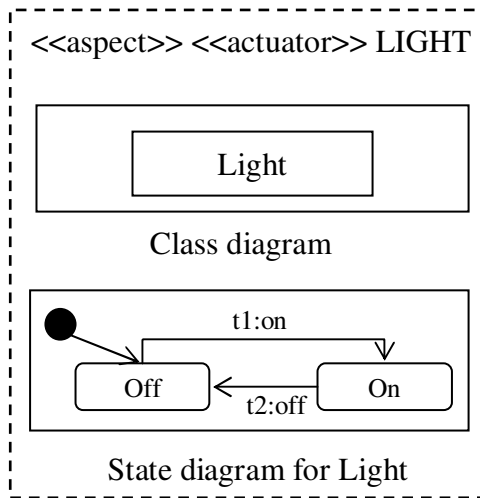 <<aspect>> <<actuator>> LIGHT
Light
Class diagram
t1:on
Off
On
t2:off
State diagram for Light